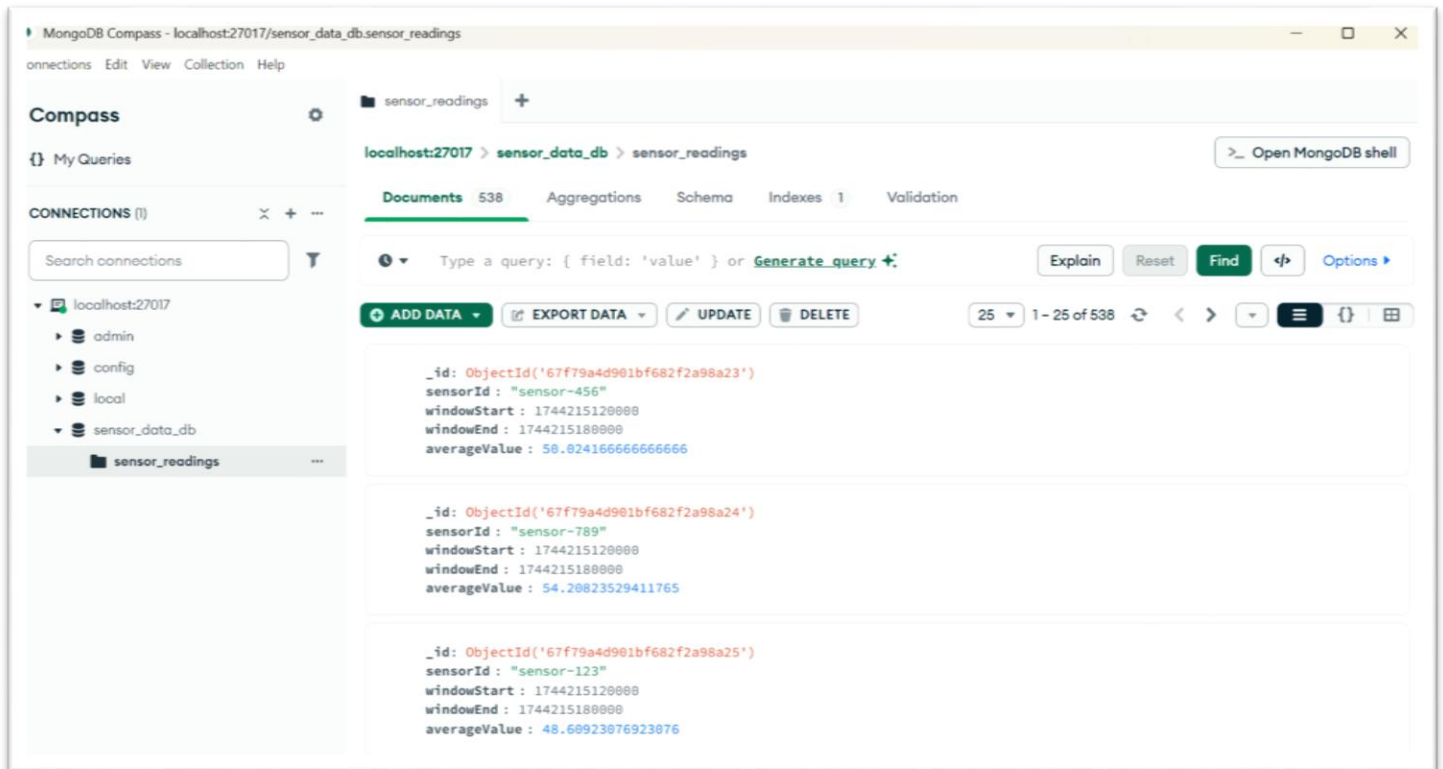 MongoDB Compass - localhost:27017/sensor_data_db.sensor_readings
onnections Edit View Collection Help
Compass
{} My Queries
CONNECTIONS (1)
Search connections
localhost:27017
admin
config
local
sensor_data_db
sensor_readings
sensor_readings
localhost:27017 > sensor_data_db > sensor_readings
>_ Open MongoDB shell
Documents 538 Aggregations Schema Indexes 1 Validation
Type a query: { field: 'value' } or Generate query
Explain Reset Find </> Options
ADD DATA EXPORT DATA UPDATE DELETE
25 1 – 25 of 538 {}
_id: ObjectId('67f79a4d901bf682f2a98a23')
sensorId : "sensor-456"
windowStart : 1744215120000
windowEnd : 1744215180000
averageValue : 50.024166666666666
_id: ObjectId('67f79a4d901bf682f2a98a24')
sensorId : "sensor-789"
windowStart : 1744215120000
windowEnd : 1744215180000
averageValue : 54.20823529411765
_id: ObjectId('67f79a4d901bf682f2a98a25')
sensorId : "sensor-123"
windowStart : 1744215120000
windowEnd : 1744215180000
averageValue : 48.60923076923076